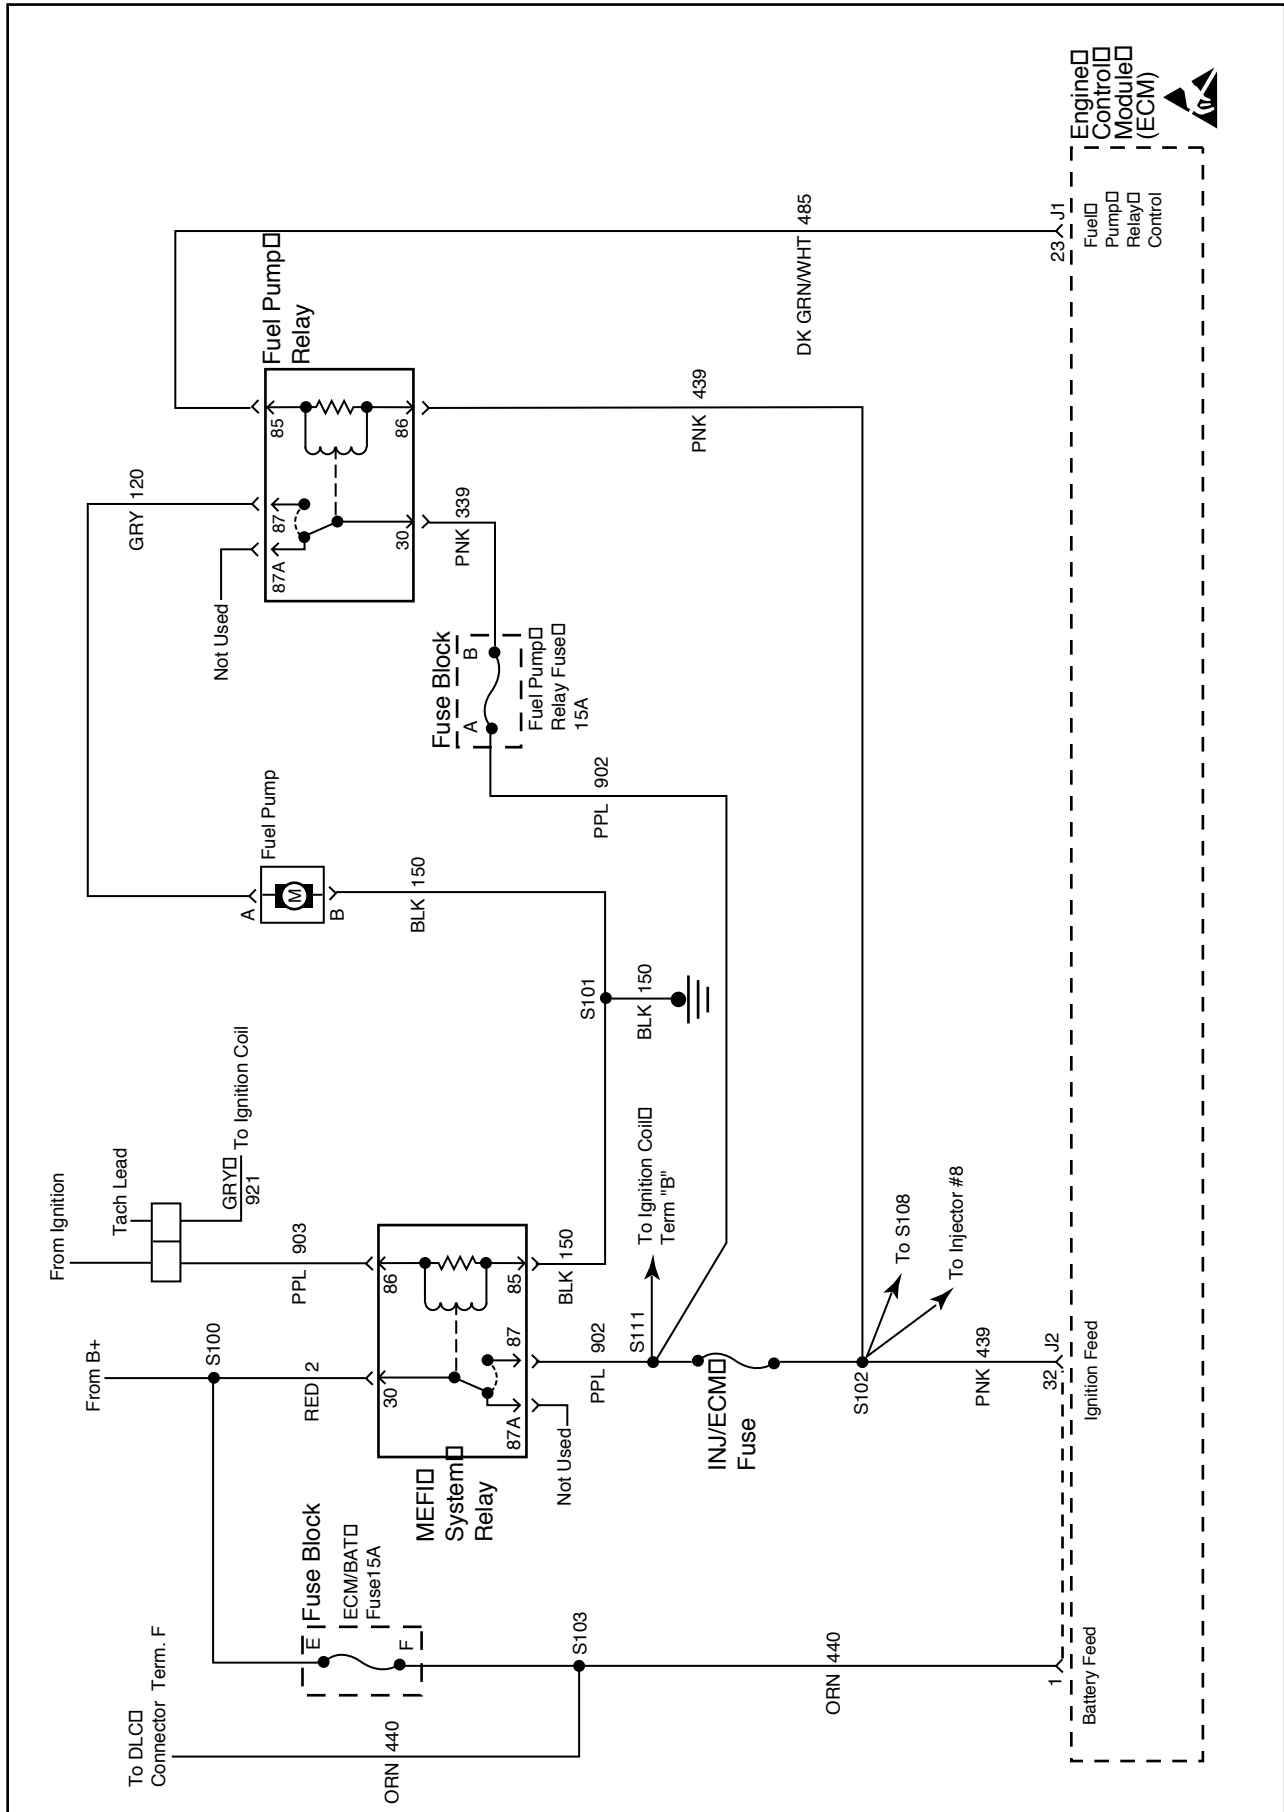 Engine□
Control□
Module□
(ECM)
J1
23
Fuel□
Pump□
Relay□
Control
DK GRN/WHT 485
Fuel Pump□
Relay
85
86
87
87A
30
GRY 120
Not Used
PNK 339
PNK 439
Fuse Block
B
A
Fuel Pump□
Relay Fuse□
15A
PPL 902
Fuel Pump
A
M
B
BLK 150
S101
BLK 150
From Ignition
Tach Lead
GRY□
921
To Ignition Coil
PPL 903
From B+
S100
RED 2
86
85
30
87
87A
MEFI□
System□
Relay
BLK 150
PPL 902
Not Used
S111
To Ignition Coil□
Term "B"
INJ/ECM□
Fuse
S102
To S108
To Injector #8
PNK 439
J2
32
Ignition Feed
To DLC□
Connector Term. F
Fuse Block
ECM/BAT□
Fuse15A
E
F
S103
ORN 440
ORN 440
1
Battery Feed